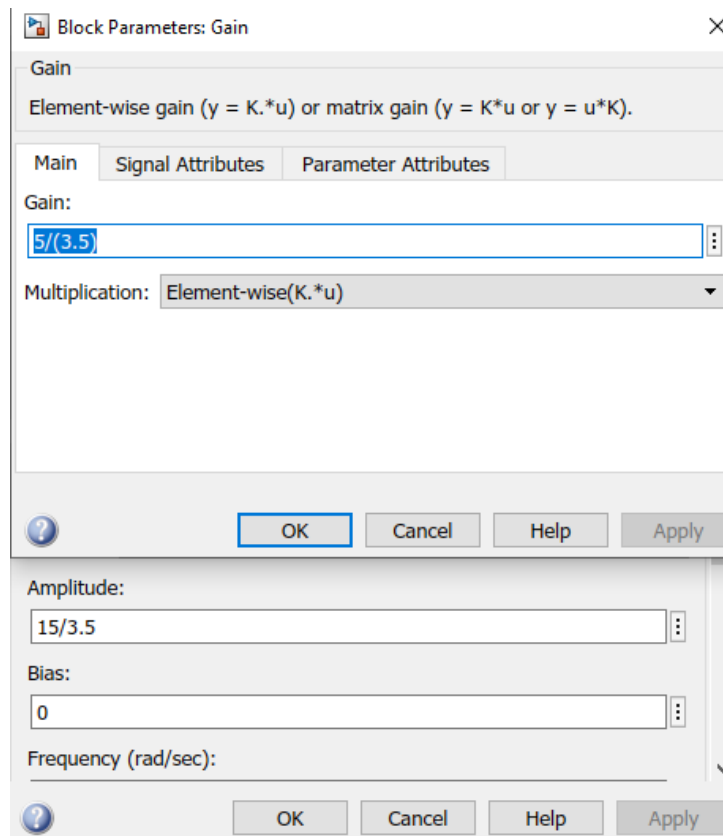 Block Parameters: Gain
Gain
Element-wise gain (y = K.*u) or matrix gain (y = K*u or y = u*K).
Main Signal Attributes Parameter Attributes
Gain:
5/(3.5)
Multiplication: Element-wise(K.*u)
OK Cancel Help Apply
Amplitude:
15/3.5
Bias:
0
Frequency (rad/sec):
OK Cancel Help Apply